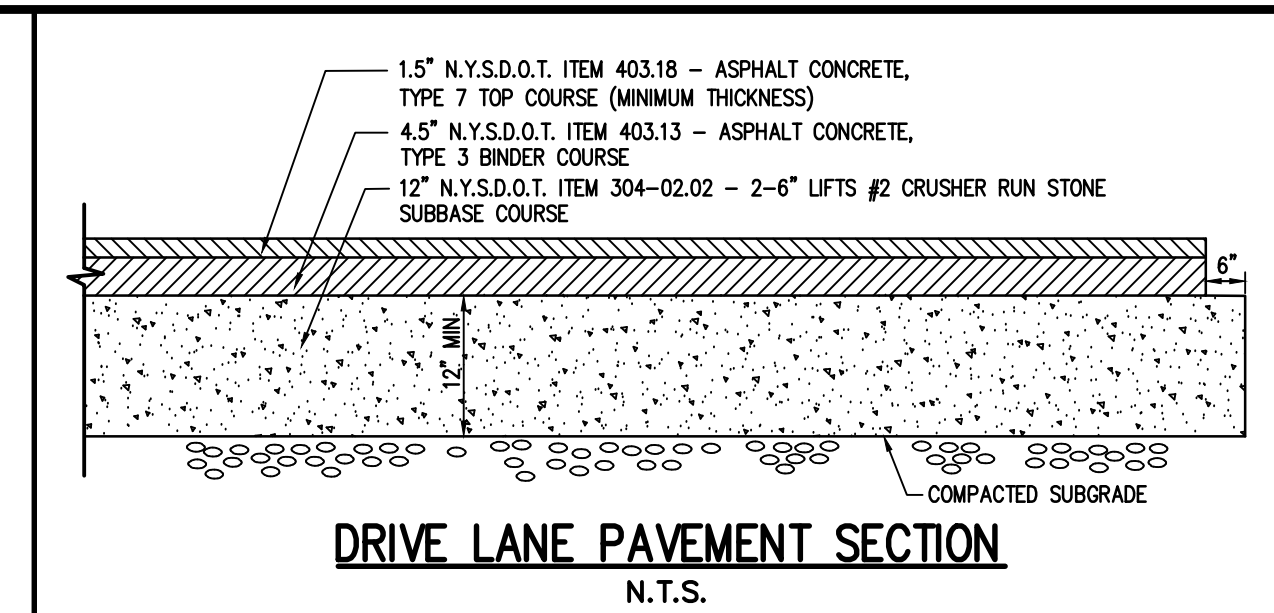 1.5" N.Y.S.D.O.T. ITEM 403.18 – ASPHALT CONCRETE,
TYPE 7 TOP COURSE (MINIMUM THICKNESS)
4.5" N.Y.S.D.O.T. ITEM 403.13 – ASPHALT CONCRETE,
TYPE 3 BINDER COURSE
12" N.Y.S.D.O.T. ITEM 304-02.02 – 2-6" LIFTS #2 CRUSHER RUN STONE
SUBBASE COURSE
6"
12" MIN.
COMPACTED SUBGRADE
DRIVE LANE PAVEMENT SECTION
N.T.S.